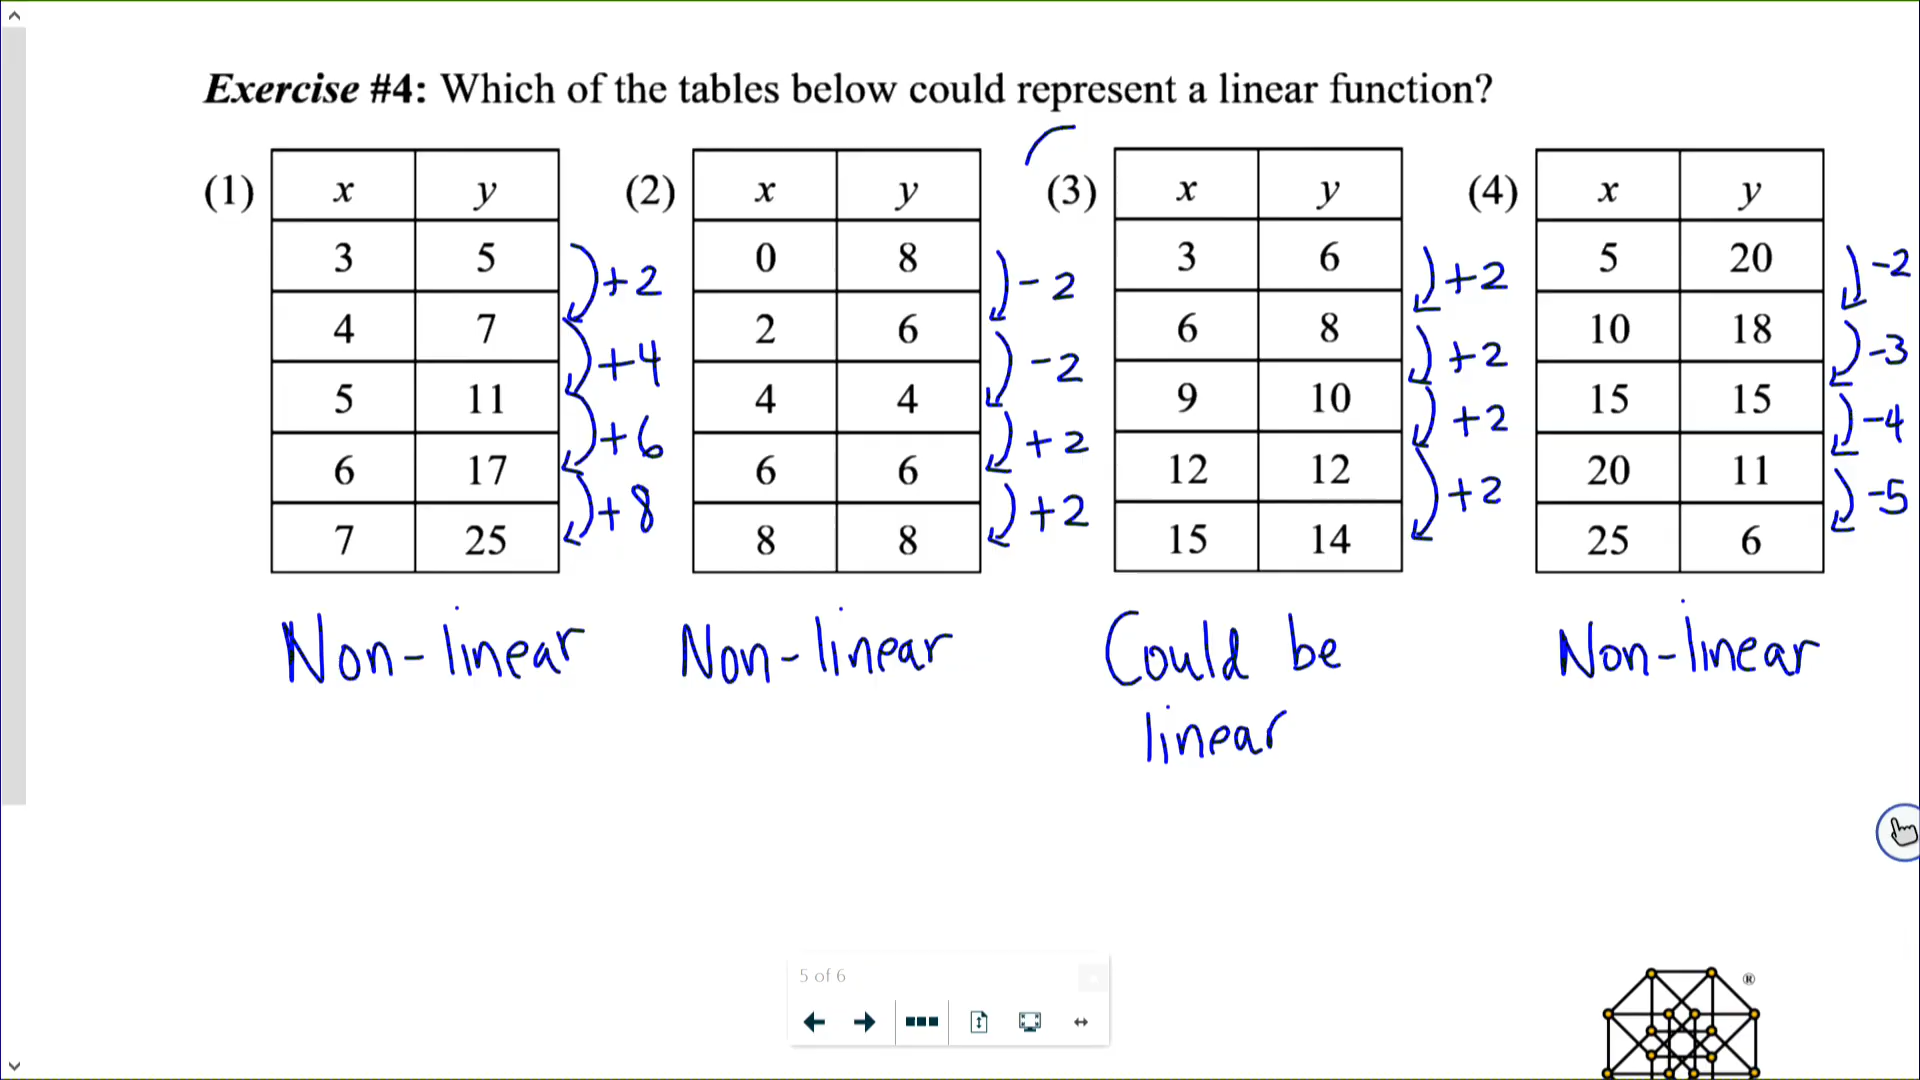 Exercise #4: Which of the tables below could represent a linear function?
(1) x y (2) x y (3) x y (4) x y
3 5 0 8 3 6 5 20
+2 -2 +2 -2
4 7 2 6 6 8 10 18
+4 -2 +2 -3
5 11 4 4 9 10 15 15
+6 +2 +2 -4
6 17 6 6 12 12 20 11
+8 +2 +2 -5
7 25 8 8 15 14 25 6
Non-linear Non-linear Could be Non-linear
linear
5 of 6
®